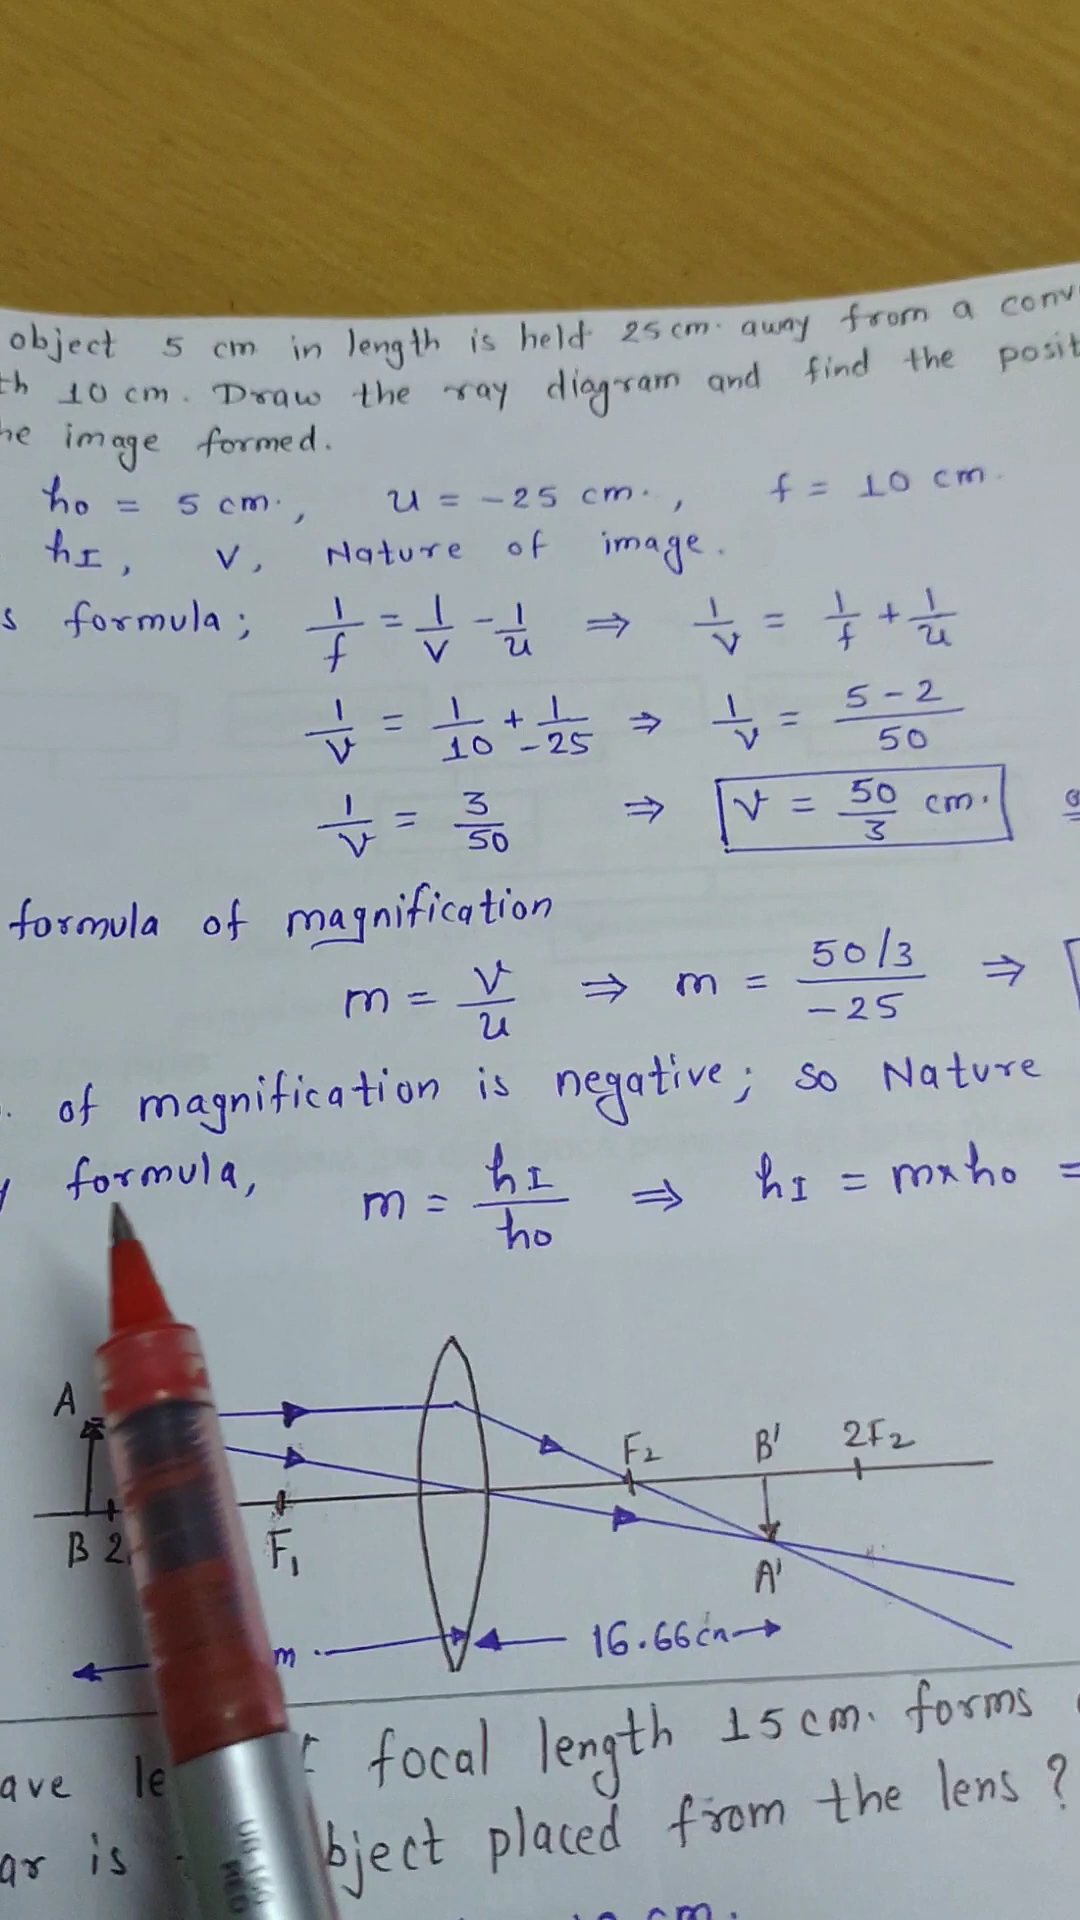 object 5 cm in length is held 25 cm. away from a conv
th 10 cm. Draw the ray diagram and find the posit
he image formed.
ho = 5 cm., u = -25 cm., f = 10 cm.
hI, v, Nature of image.
s formula; 1/f = 1/v - 1/u ⇒ 1/v = 1/f + 1/u
1/v = 1/10 + 1/-25 ⇒ 1/v = 5-2/50
1/v = 3/50 ⇒ v = 50/3 cm.
formula of magnification
m = v/u ⇒ m = 50/3/-25 ⇒
. of magnification is negative; so Nature
y formula, m = hI/ho ⇒ hI = m×ho =
A F2 B' 2F2
B 2 F1 A'
m. 16.66cm
ave le focal length 15 cm. forms
ar is bject placed from the lens?
cm.